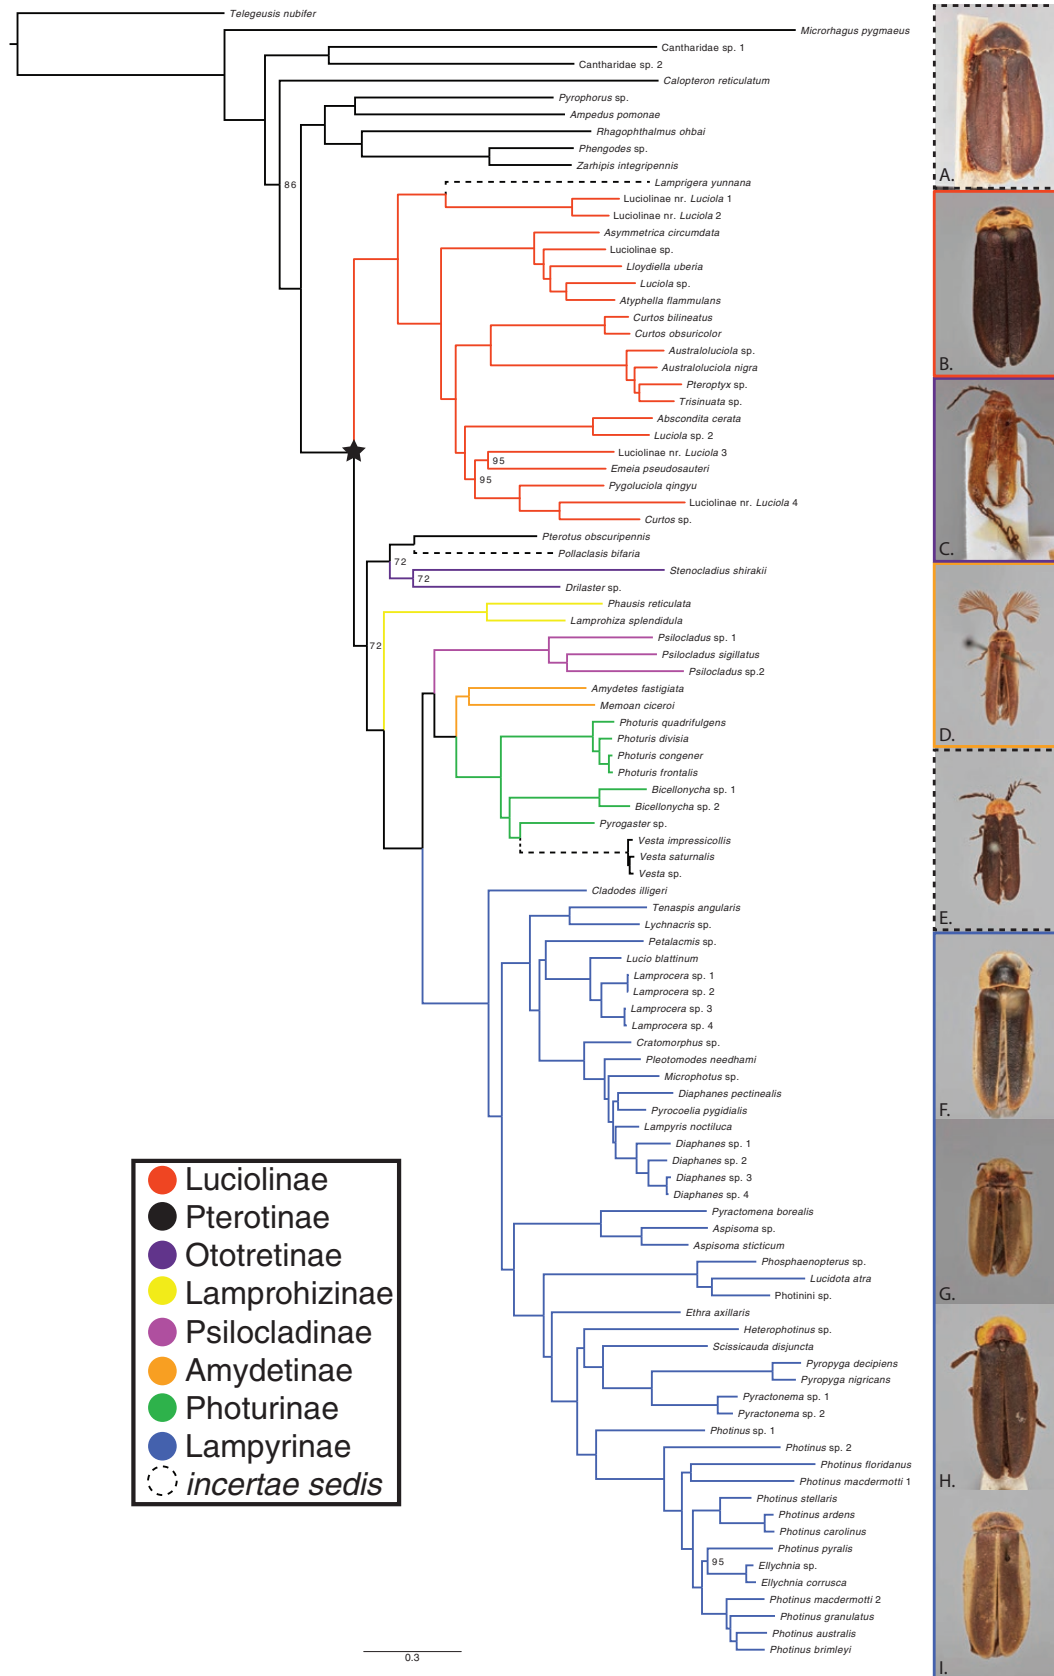 Telegeusis nubifer
Microrhagus pygmaeus
Cantharidae sp. 1
Cantharidae sp. 2
Calopteron reticulatum
Pyrophorus sp.
Ampedus pomonae
Rhagophthalmus ohbai
Phengodes sp.
Zarhipis integripennis
86
Lamprigera yunnana
Luciolinae nr. Luciola 1
Luciolinae nr. Luciola 2
Asymmetrica circumdata
Luciolinae sp.
Lloydiella uberia
Luciola sp.
Atyphella flammulans
Curtos bilineatus
Curtos obsuricolor
Australoluciola sp.
Australoluciola nigra
Pteroptyx sp.
Trisinuata sp.
Abscondita cerata
Luciola sp. 2
Luciolinae nr. Luciola 3
95
Emeia pseudosauteri
95
Pygoluciola qingyu
Luciolinae nr. Luciola 4
Curtos sp.
Pterotus obscuripennis
Pollaclasis bifaria
72
Stenocladius shirakii
72
Drilaster sp.
Phausis reticulata
Lamprohiza splendidula
72
Psilocladus sp. 1
Psilocladus sigillatus
Psilocladus sp.2
Amydetes fastigiata
Memoan ciceroi
Photuris quadrifulgens
Photuris divisia
Photuris congener
Photuris frontalis
Bicellonycha sp. 1
Bicellonycha sp. 2
Pyrogaster sp.
Vesta impressicollis
Vesta saturnalis
Vesta sp.
Cladodes illigeri
Tenaspis angularis
Lychnacris sp.
Petalacmis sp.
Lucio blattinum
Lamprocera sp. 1
Lamprocera sp. 2
Lamprocera sp. 3
Lamprocera sp. 4
Cratomorphus sp.
Pleotomodes needhami
Microphotus sp.
Diaphanes pectinealis
Pyrocoelia pygidialis
Lampyris noctiluca
Diaphanes sp. 1
Diaphanes sp. 2
Diaphanes sp. 3
Diaphanes sp. 4
Pyractomena borealis
Aspisoma sp.
Aspisoma sticticum
Phosphaenopterus sp.
Lucidota atra
Photinini sp.
Ethra axillaris
Heterophotinus sp.
Scissicauda disjuncta
Pyropyga decipiens
Pyropyga nigricans
Pyractonema sp. 1
Pyractonema sp. 2
Photinus sp. 1
Photinus sp. 2
Photinus floridanus
Photinus macdermotti 1
Photinus stellaris
Photinus ardens
Photinus carolinus
Photinus pyralis
95
Ellychnia sp.
Ellychnia corrusca
Photinus macdermotti 2
Photinus granulatus
Photinus australis
Photinus brimleyi
0.3
Luciolinae
Pterotinae
Ototretinae
Lamprohizinae
Psilocladinae
Amydetinae
Photurinae
Lampyrinae
incertae sedis
A.
B.
C.
D.
E.
F.
G.
H.
I.